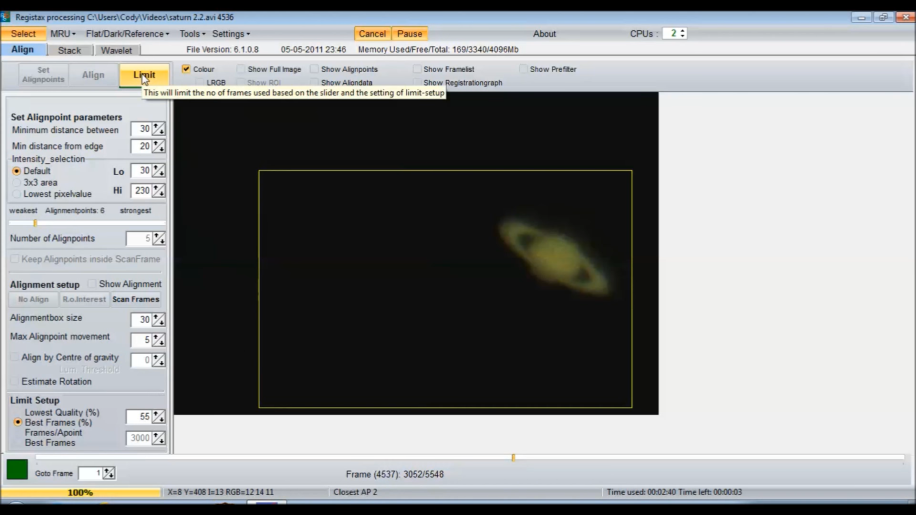 Registax processing C:\Users\Cody\Videos\saturn 2.2.avi 4536
Select MRU Flat/Dark/Reference Tools Settings Cancel Pause About CPUs : 2
Align Stack Wavelet File Version: 6.1.0.8 05-05-2011 23:46 Memory Used/Free/Total: 169/3340/4096Mb
Set Alignpoints Align Limit Colour Show Full Image Show Alignpoints Show Framelist Show Prefilter
LRGB Show ROI Show Aligndata Show Registrationgraph
This will limit the no of frames used based on the slider and the setting of limit-setup
Set Alignpoint parameters
Minimum distance between 30
Min distance from edge 20
Intensity_selection
Default Lo 30
3x3 area
Lowest pixelvalue Hi 230
weakest Alignmentpoints: 6 strongest
Number of Alignpoints 5
Keep Alignpoints inside ScanFrame
Alignment setup Show Alignment
No Align R.o.Interest Scan Frames
Alignmentbox size 30
Max Alignpoint movement 5
Align by Centre of gravity 0
Lum. Threshold
Estimate Rotation
Limit Setup
Lowest Quality (%)
Best Frames (%) 55
Frames/Apoint
Best Frames 3000
Goto Frame 1 Frame (4537): 3052/5548
100% X=8 Y=408 I=13 RGB=12 14 11 Closest AP 2 Time used: 00:02:40 Time left: 00:00:03